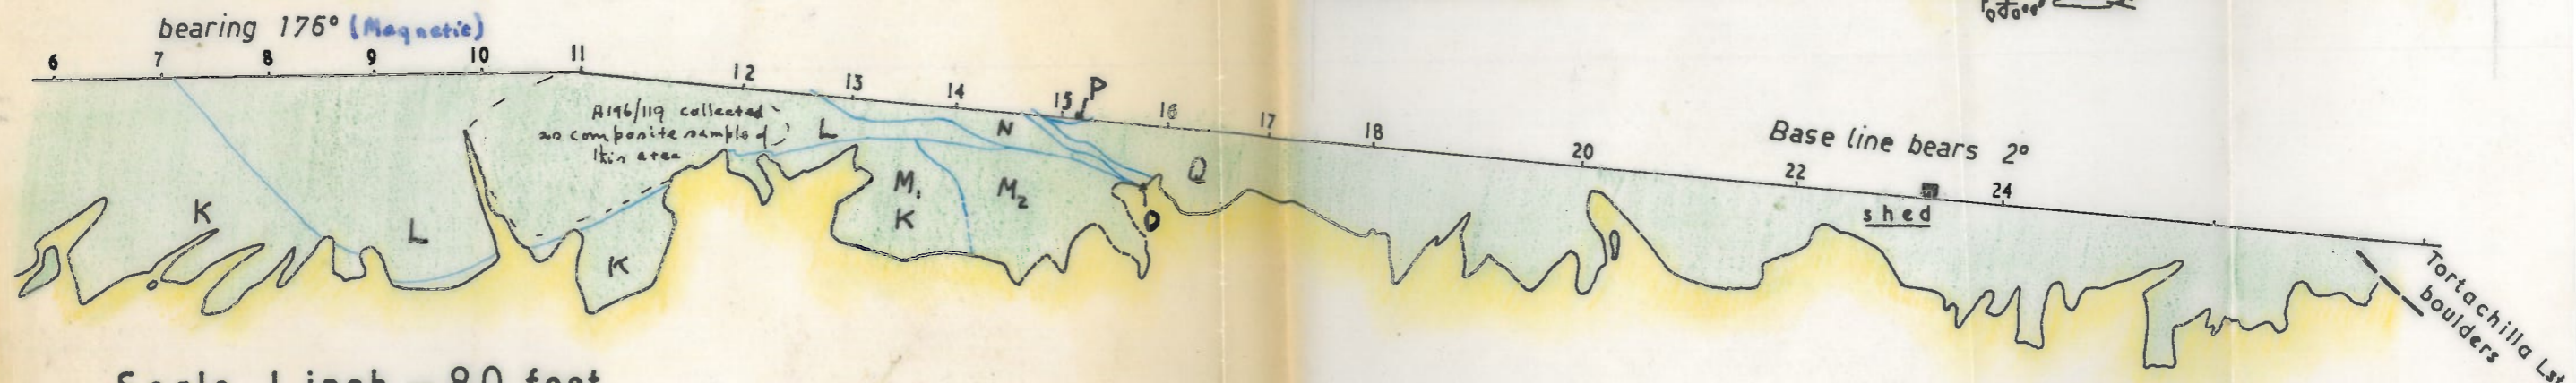 bearing 176° (Magnetic)
6 7 8 9 10 11 12 13 14 15 P 16 17 18 20 22 24
A196/119 collected
as composite sample of
this area
L
N
Base line bears 2°
shed
K
L
M₁
K
M₂
Q
O
K
Tortachilla Lst
boulders